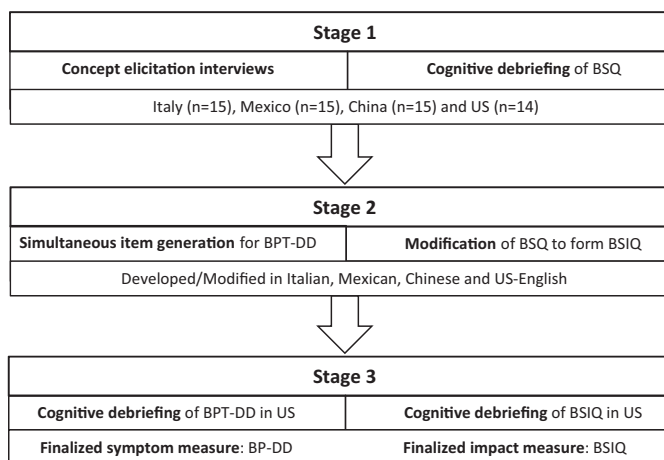 Stage 1
Concept elicitation interviews
Cognitive debriefing of BSQ
Italy (n=15), Mexico (n=15), China (n=15) and US (n=14)
Stage 2
Simultaneous item generation for BPT-DD
Modification of BSQ to form BSIQ
Developed/Modified in Italian, Mexican, Chinese and US-English
Stage 3
Cognitive debriefing of BPT-DD in US
Cognitive debriefing of BSIQ in US
Finalized symptom measure: BP-DD
Finalized impact measure: BSIQ